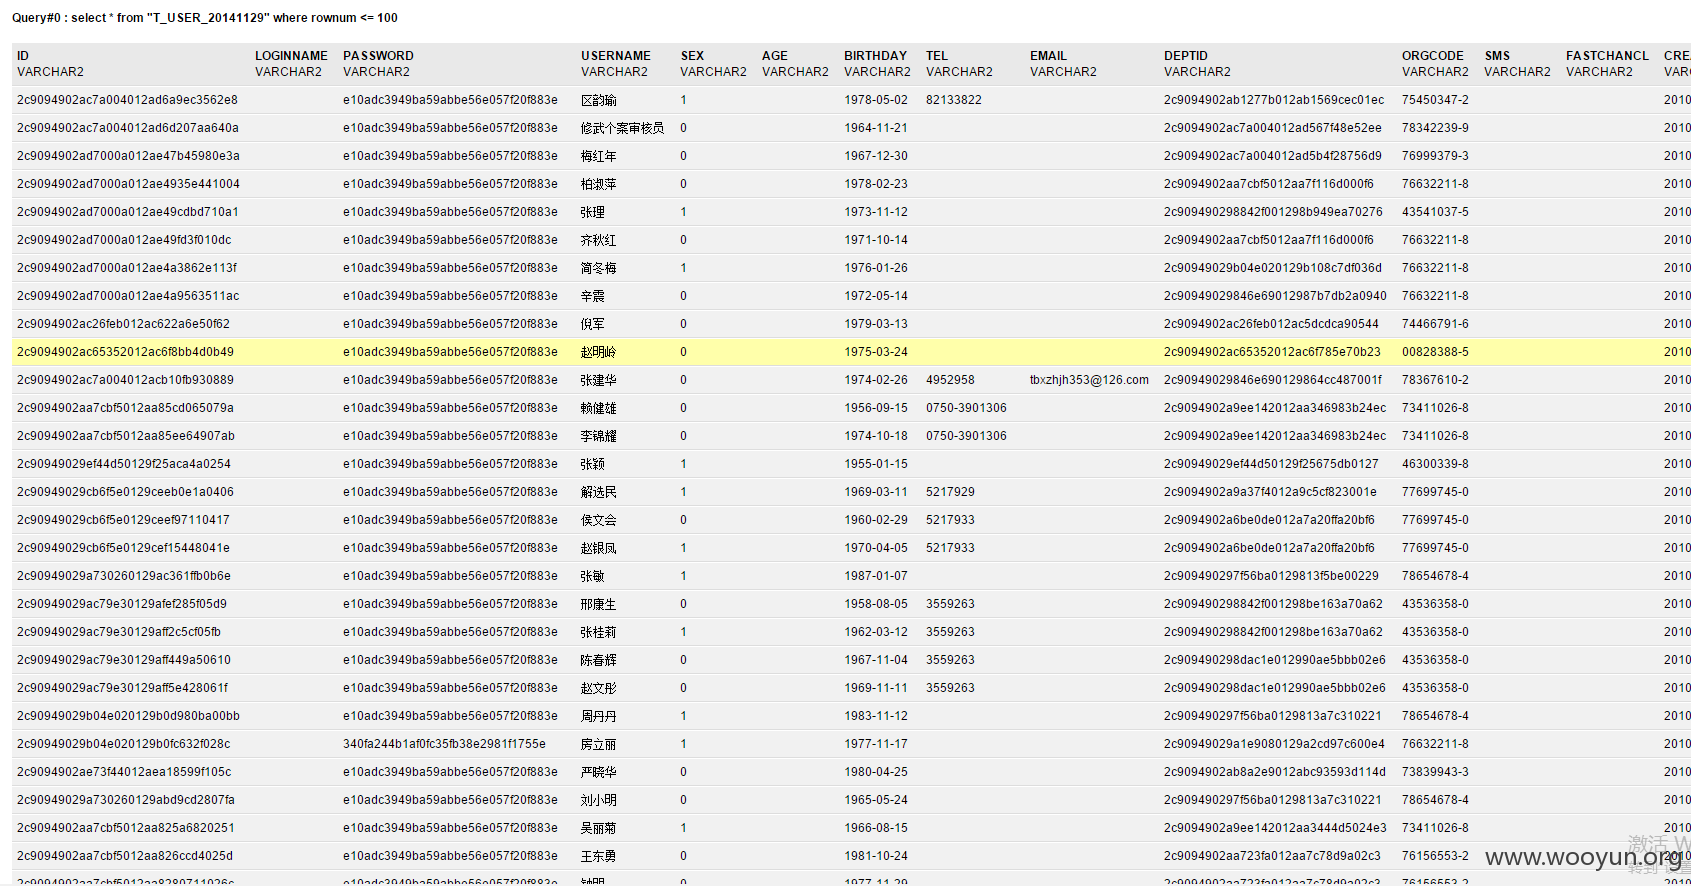 Query#0 : select * from "T_USER_20141129" where rownum <= 100
ID LOGINNAME PASSWORD USERNAME SEX AGE BIRTHDAY TEL EMAIL DEPTID ORGCODE SMS FASTCHANCL CRE
VARCHAR2 VARCHAR2 VARCHAR2 VARCHAR2 VARCHAR2 VARCHAR2 VARCHAR2 VARCHAR2 VARCHAR2 VARCHAR2 VARCHAR2 VARCHAR2 VARCHAR2 VARC
2c9094902ac7a004012ad6a9ec3562e8 e10adc3949ba59abbe56e057f20f883e 区韵瑜 1 1978-05-02 82133822 2c9094902ab1277b012ab1569cec01ec 75450347-2 2010
2c9094902ac7a004012ad6d207aa640a e10adc3949ba59abbe56e057f20f883e 修武个案审核员 0 1964-11-21 2c9094902ac7a004012ad567f48e52ee 78342239-9 2010
2c9094902ad7000a012ae47b45980e3a e10adc3949ba59abbe56e057f20f883e 梅红年 0 1967-12-30 2c9094902ac7a004012ad5b4f28756d9 76999379-3 2010
2c9094902ad7000a012ae4935e441004 e10adc3949ba59abbe56e057f20f883e 柏淑萍 0 1978-02-23 2c9094902aa7cbf5012aa7f116d000f6 76632211-8 2010
2c9094902ad7000a012ae49cdbd710a1 e10adc3949ba59abbe56e057f20f883e 张理 1 1973-11-12 2c909490298842f001298b949ea70276 43541037-5 2010
2c9094902ad7000a012ae49fd3f010dc e10adc3949ba59abbe56e057f20f883e 齐秋红 0 1971-10-14 2c9094902aa7cbf5012aa7f116d000f6 76632211-8 2010
2c9094902ad7000a012ae4a3862e113f e10adc3949ba59abbe56e057f20f883e 简冬梅 1 1976-01-26 2c90949029b04e020129b108c7df036d 76632211-8 2010
2c9094902ad7000a012ae4a9563511ac e10adc3949ba59abbe56e057f20f883e 辛震 0 1972-05-14 2c90949029846e69012987b7db2a0940 76632211-8 2010
2c9094902ac26feb012ac622a6e50f62 e10adc3949ba59abbe56e057f20f883e 倪军 0 1979-03-13 2c9094902ac26feb012ac5dcdca90544 74466791-6 2010
2c9094902ac65352012ac6f8bb4d0b49 e10adc3949ba59abbe56e057f20f883e 赵明岭 0 1975-03-24 2c9094902ac65352012ac6f785e70b23 00828388-5 2010
2c9094902ac7a004012acb10fb930889 e10adc3949ba59abbe56e057f20f883e 张建华 0 1974-02-26 4952958 tbxzhjh353@126.com 2c90949029846e690129864cc487001f 78367610-2 2010
2c9094902aa7cbf5012aa85cd065079a e10adc3949ba59abbe56e057f20f883e 赖健雄 0 1956-09-15 0750-3901306 2c9094902a9ee142012aa346983b24ec 73411026-8 2010
2c9094902aa7cbf5012aa85ee64907ab e10adc3949ba59abbe56e057f20f883e 李锦耀 0 1974-10-18 0750-3901306 2c9094902a9ee142012aa346983b24ec 73411026-8 2010
2c90949029ef44d50129f25aca4a0254 e10adc3949ba59abbe56e057f20f883e 张颖 1 1955-01-15 2c90949029ef44d50129f25675db0127 46300339-8 2010
2c90949029cb6f5e0129ceeb0e1a0406 e10adc3949ba59abbe56e057f20f883e 解选民 1 1969-03-11 5217929 2c9094902a9a37f4012a9c5cf823001e 77699745-0 2010
2c90949029cb6f5e0129ceef97110417 e10adc3949ba59abbe56e057f20f883e 侯文会 0 1960-02-29 5217933 2c9094902a6be0de012a7a20ffa20bf6 77699745-0 2010
2c90949029cb6f5e0129cef15448041e e10adc3949ba59abbe56e057f20f883e 赵银凤 1 1970-04-05 5217933 2c9094902a6be0de012a7a20ffa20bf6 77699745-0 2010
2c90949029a730260129ac361ffb0b6e e10adc3949ba59abbe56e057f20f883e 张敏 1 1987-01-07 2c909490297f56ba0129813f5be00229 78654678-4 2010
2c90949029ac79e30129afef285f05d9 e10adc3949ba59abbe56e057f20f883e 邢康生 0 1958-08-05 3559263 2c909490298842f001298be163a70a62 43536358-0 2010
2c90949029ac79e30129aff2c5cf05fb e10adc3949ba59abbe56e057f20f883e 张桂莉 1 1962-03-12 3559263 2c909490298842f001298be163a70a62 43536358-0 2010
2c90949029ac79e30129aff449a50610 e10adc3949ba59abbe56e057f20f883e 陈春辉 0 1967-11-04 3559263 2c909490298dac1e012990ae5bbb02e6 43536358-0 2010
2c90949029ac79e30129aff5e428061f e10adc3949ba59abbe56e057f20f883e 赵文彤 0 1969-11-11 3559263 2c909490298dac1e012990ae5bbb02e6 43536358-0 2010
2c90949029b04e020129b0d980ba00bb e10adc3949ba59abbe56e057f20f883e 周丹丹 1 1983-11-12 2c909490297f56ba0129813a7c310221 78654678-4 2010
2c90949029b04e020129b0fc632f028c 340fa244b1af0fc35fb38e2981f1755e 房立丽 1 1977-11-17 2c90949029a1e9080129a2cd97c600e4 76632211-8 2010
2c9094902ae73f44012aea18599f105c e10adc3949ba59abbe56e057f20f883e 严晓华 0 1980-04-25 2c9094902ab8a2e9012abc93593d114d 73839943-3 2010
2c90949029a730260129abd9cd2807fa e10adc3949ba59abbe56e057f20f883e 刘小明 0 1965-05-24 2c909490297f56ba0129813a7c310221 78654678-4 2010
2c9094902aa7cbf5012aa825a6820251 e10adc3949ba59abbe56e057f20f883e 吴丽菊 1 1966-08-15 2c9094902a9ee142012aa3444d5024e3 73411026-8 2010
2c9094902aa7cbf5012aa826ccd4025d e10adc3949ba59abbe56e057f20f883e 王东勇 0 1981-10-24 2c9094902aa723fa012aa7c78d9a02c3 76156553-2 2010
2c9094902aa7cbf5012aa8280711026c e10adc3949ba59abbe56e057f20f883e 钟明 0 1977-11-29 2c9094902aa723fa012aa7c78d9a02c3 76156553-2 2010
激活 W
www.wooyun.org
转到"设置